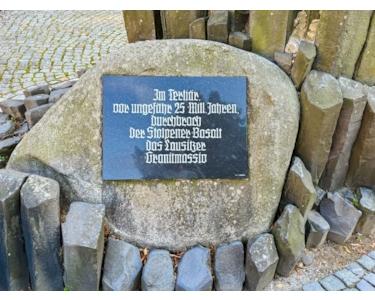 Im Tertiär
vor ungefähr 25 Mill. Jahren,
durchbrach
der Stolpener Basalt
das Lausitzer
Granitmassiv